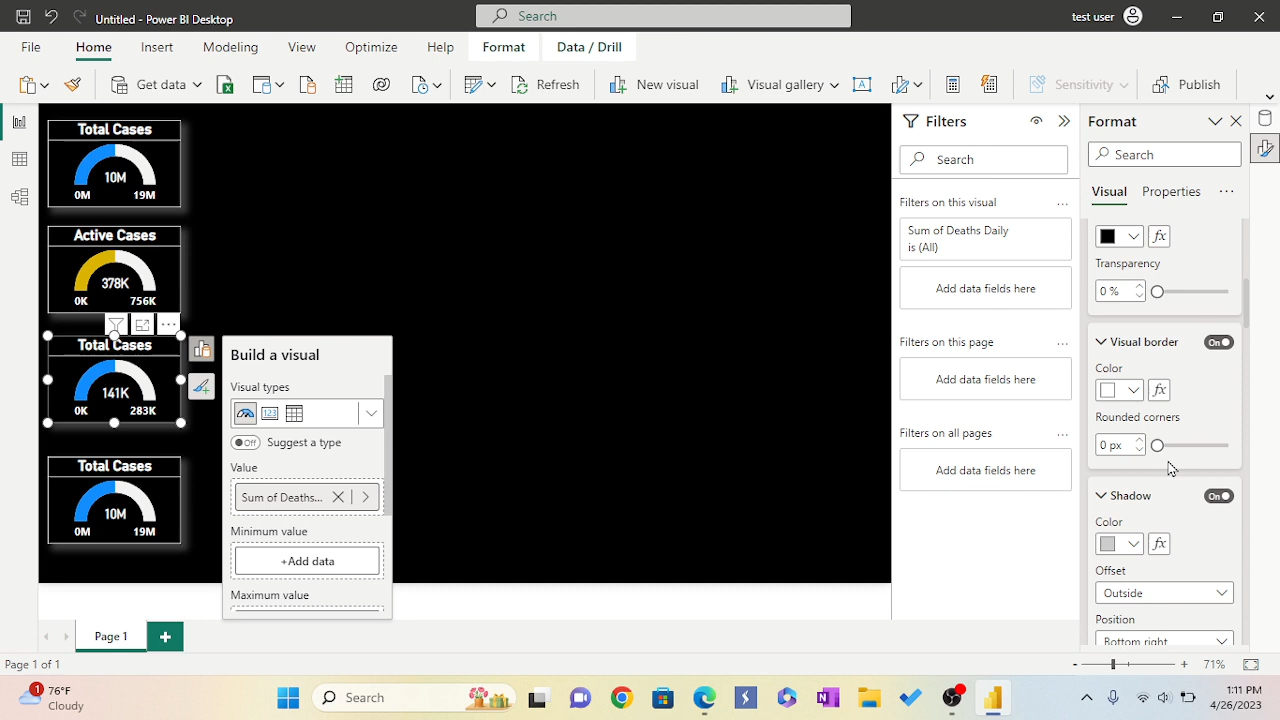 Untitled - Power BI Desktop
Search
test user
File Home Insert Modeling View Optimize Help Format Data / Drill
Get data Refresh New visual Visual gallery Sensitivity Publish
Total Cases
10M
0M 19M
Active Cases
378K
0K 756K
Total Cases
141K
0K 283K
Total Cases
10M
0M 19M
Build a visual
Visual types
123
Off Suggest a type
Value
Sum of Deaths...
Minimum value
+Add data
Maximum value
Filters
Search
Filters on this visual ...
Sum of Deaths Daily
is (All)
Add data fields here
Filters on this page ...
Add data fields here
Filters on all pages ...
Add data fields here
Format
Search
Visual Properties ...
fx
Transparency
0 %
Visual border On
Color
fx
Rounded corners
0 px
Shadow On
Color
fx
Offset
Outside
Position
Bottom right
Page 1
Page 1 of 1
- + 71%
1
76°F
Cloudy
Search
1:11 PM
4/26/2023